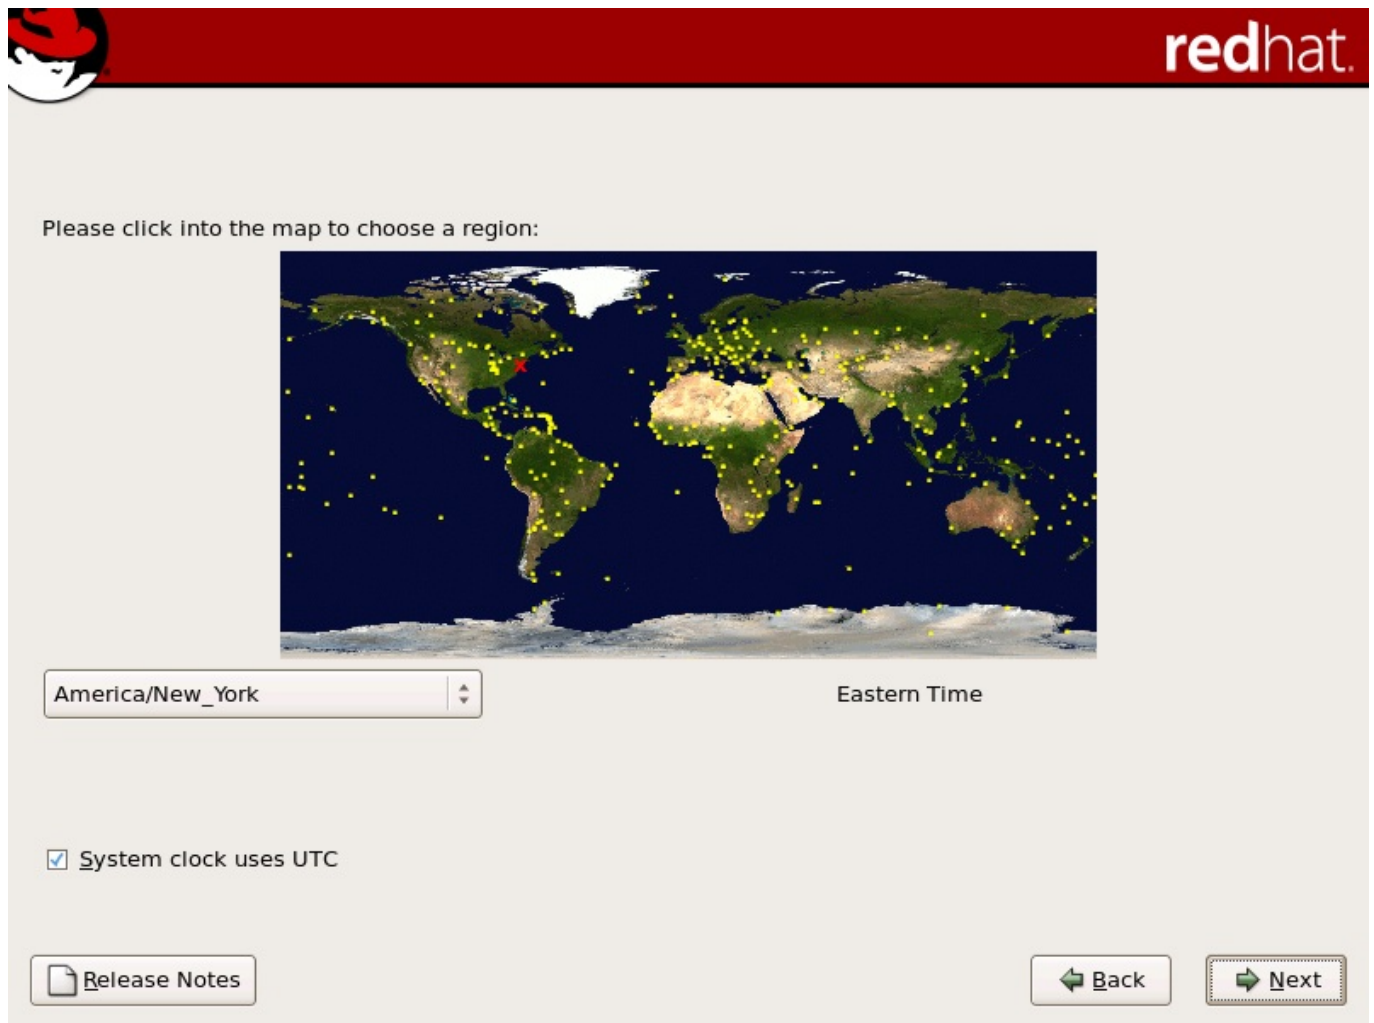 redhat.
Please click into the map to choose a region:
America/New_York
Eastern Time
System clock uses UTC
Release Notes
Back
Next